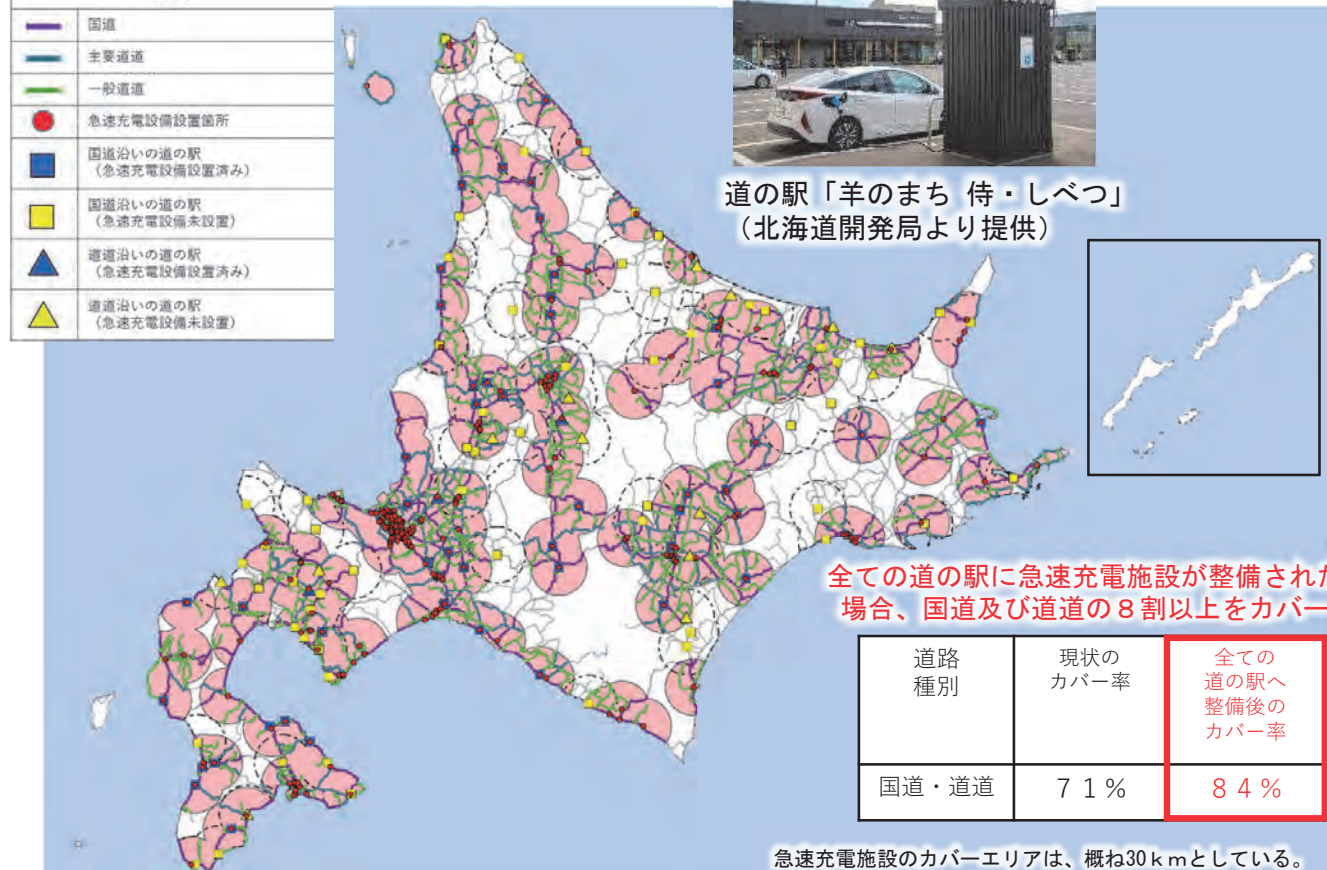 国道
主要道道
一般道道
急速充電設備設置箇所
国道沿いの道の駅
（急速充電設備設置済み）
国道沿いの道の駅
（急速充電設備未設置）
道道沿いの道の駅
（急速充電設備設置済み）
道道沿いの道の駅
（急速充電設備未設置）
道の駅「羊のまち 侍・しべつ」
（北海道開発局より提供）
全ての道の駅に急速充電施設が整備された
場合、国道及び道道の８割以上をカバー
道路
種別
現状の
カバー率
全ての
道の駅へ
整備後の
カバー率
国道・道道
７１％
８４％
急速充電施設のカバーエリアは、概ね30ｋｍとしている。